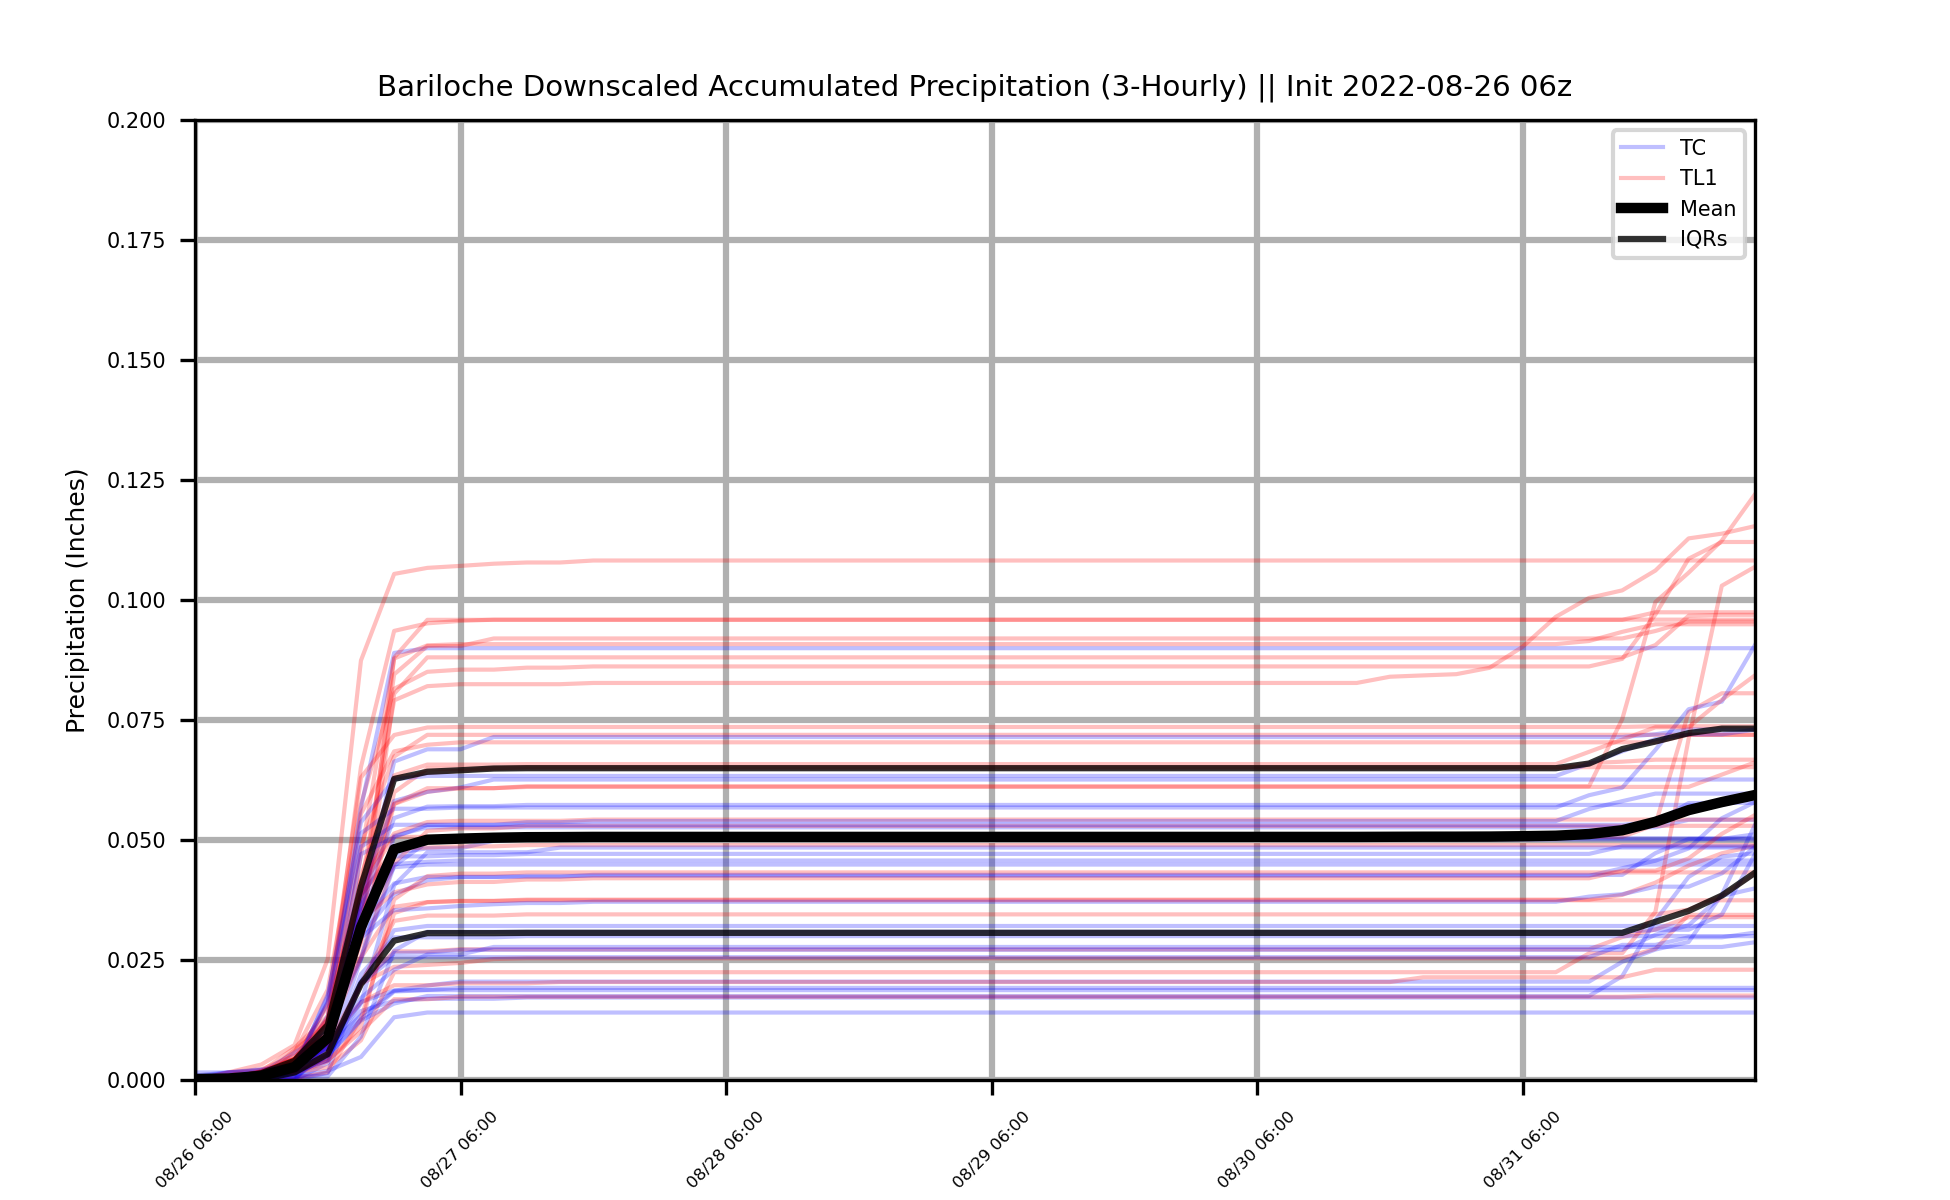 Bariloche Downscaled Accumulated Precipitation (3-Hourly) || Init 2022-08-26 06z
0.200
0.175
0.150
0.125
0.100
0.075
0.050
0.025
0.000
Precipitation (Inches)
TC
TL1
Mean
IQRs
08/26 06:00
08/27 06:00
08/28 06:00
08/29 06:00
08/30 06:00
08/31 06:00